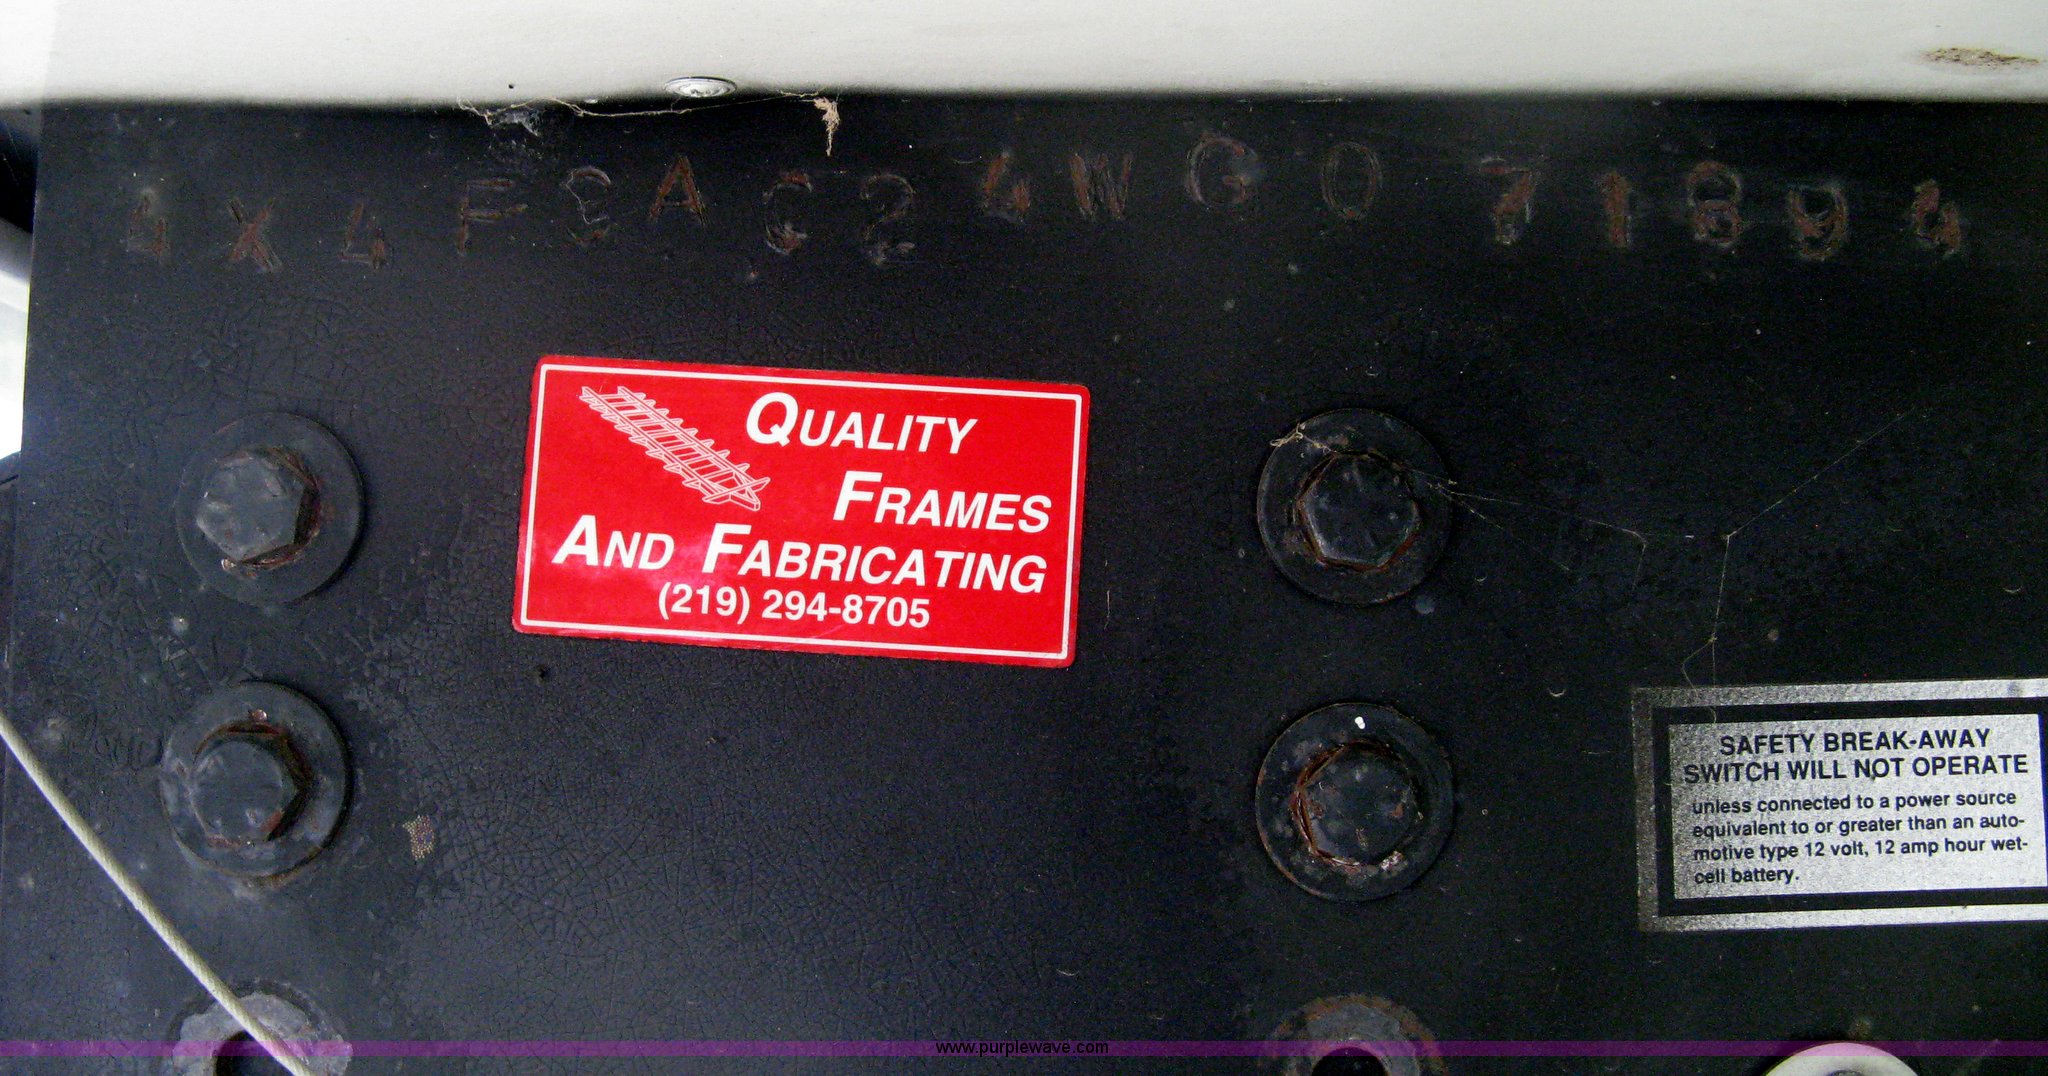 4X4FSAC24WG071894
QUALITY
FRAMES
AND FABRICATING
(219) 294-8705
SAFETY BREAK-AWAY
SWITCH WILL NOT OPERATE
unless connected to a power source
equivalent to or greater than an auto-
motive type 12 volt, 12 amp hour wet-
cell battery.
www.purplewave.com